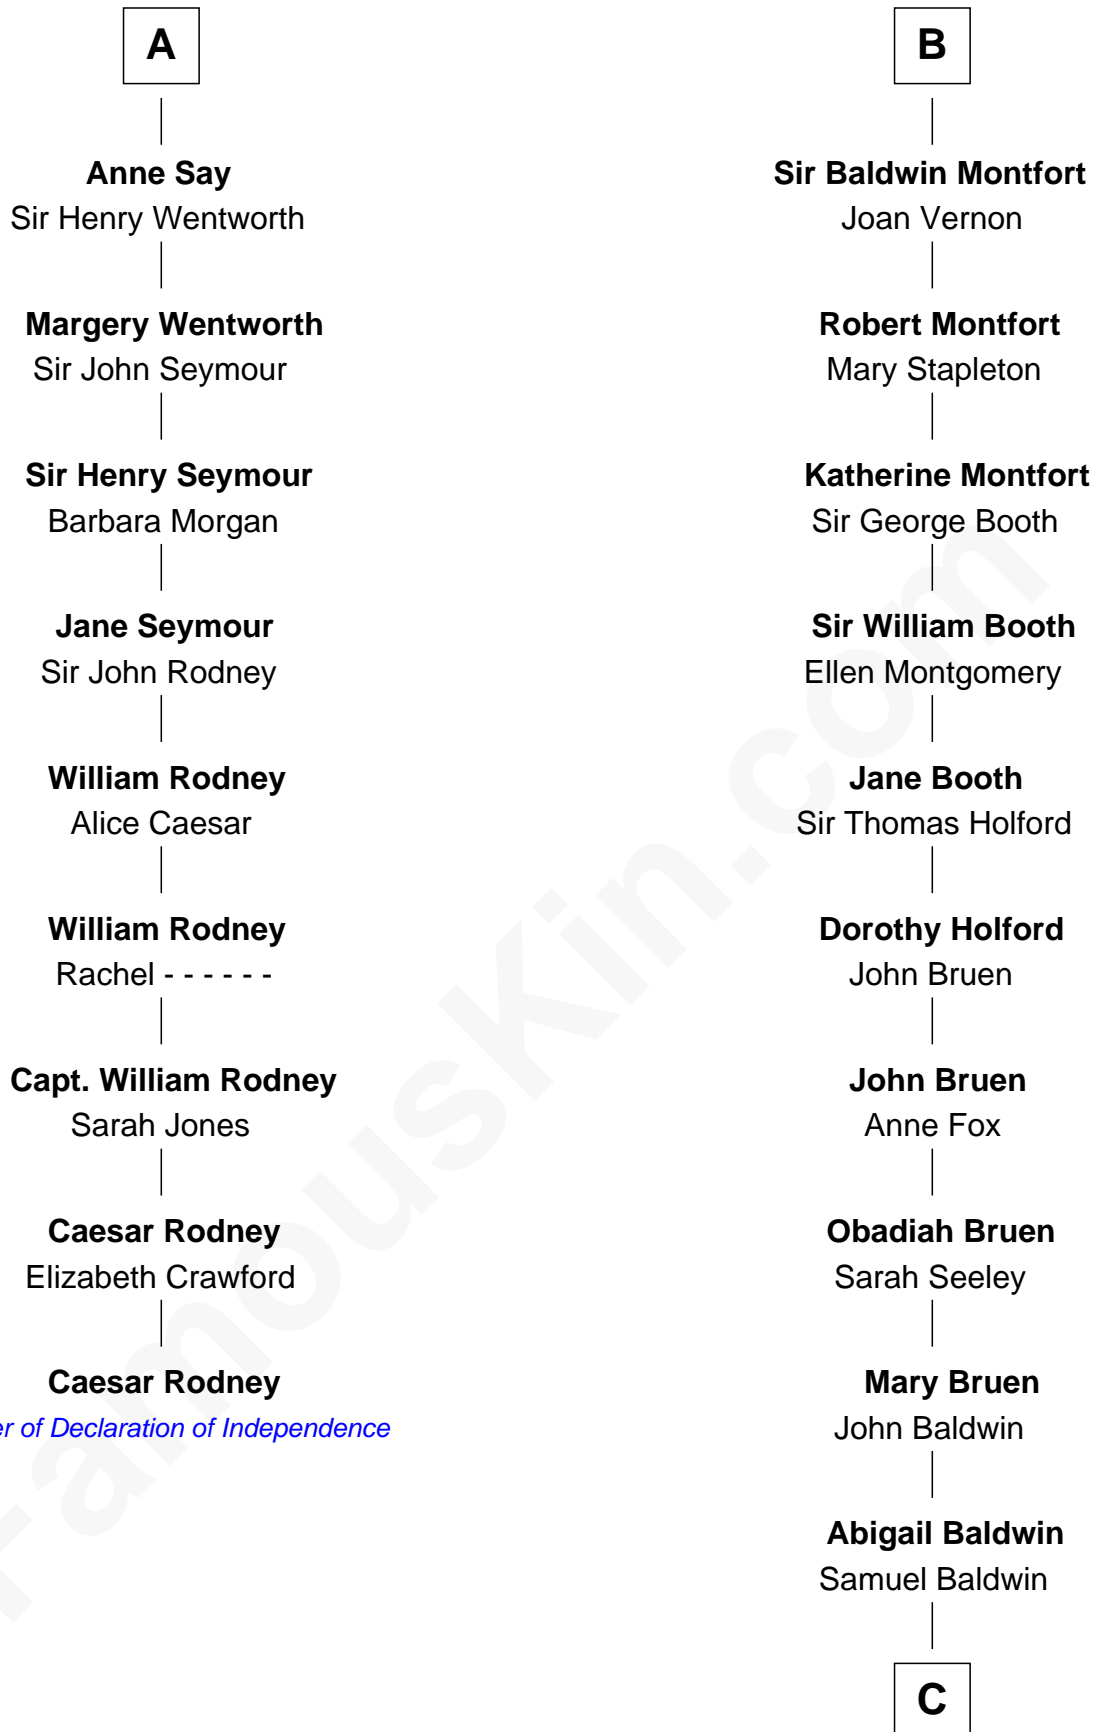 A
Anne Say
Sir Henry Wentworth
Margery Wentworth
Sir John Seymour
Sir Henry Seymour
Barbara Morgan
Jane Seymour
Sir John Rodney
William Rodney
Alice Caesar
William Rodney
Rachel - - - - - -
Capt. William Rodney
Sarah Jones
Caesar Rodney
Elizabeth Crawford
Caesar Rodney
er of Declaration of Independence
B
Sir Baldwin Montfort
Joan Vernon
Robert Montfort
Mary Stapleton
Katherine Montfort
Sir George Booth
Sir William Booth
Ellen Montgomery
Jane Booth
Sir Thomas Holford
Dorothy Holford
John Bruen
John Bruen
Anne Fox
Obadiah Bruen
Sarah Seeley
Mary Bruen
John Baldwin
Abigail Baldwin
Samuel Baldwin
C
FamousKin.com